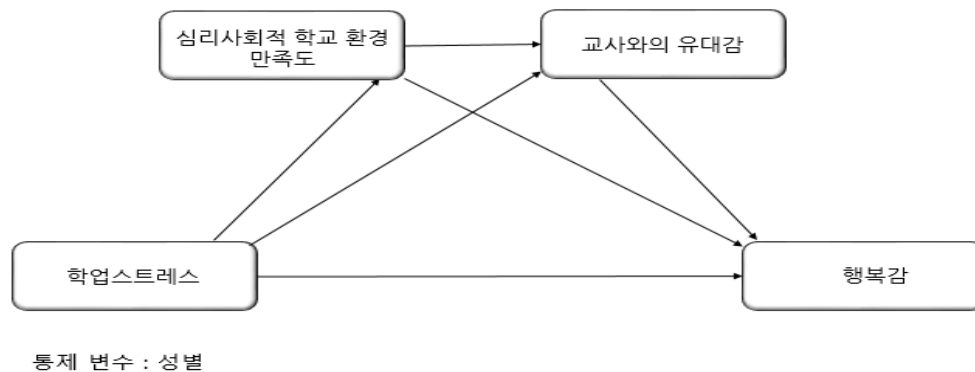 심리사회적 학교 환경
만족도
교사와의 유대감
학업스트레스
행복감
통제 변수 : 성별